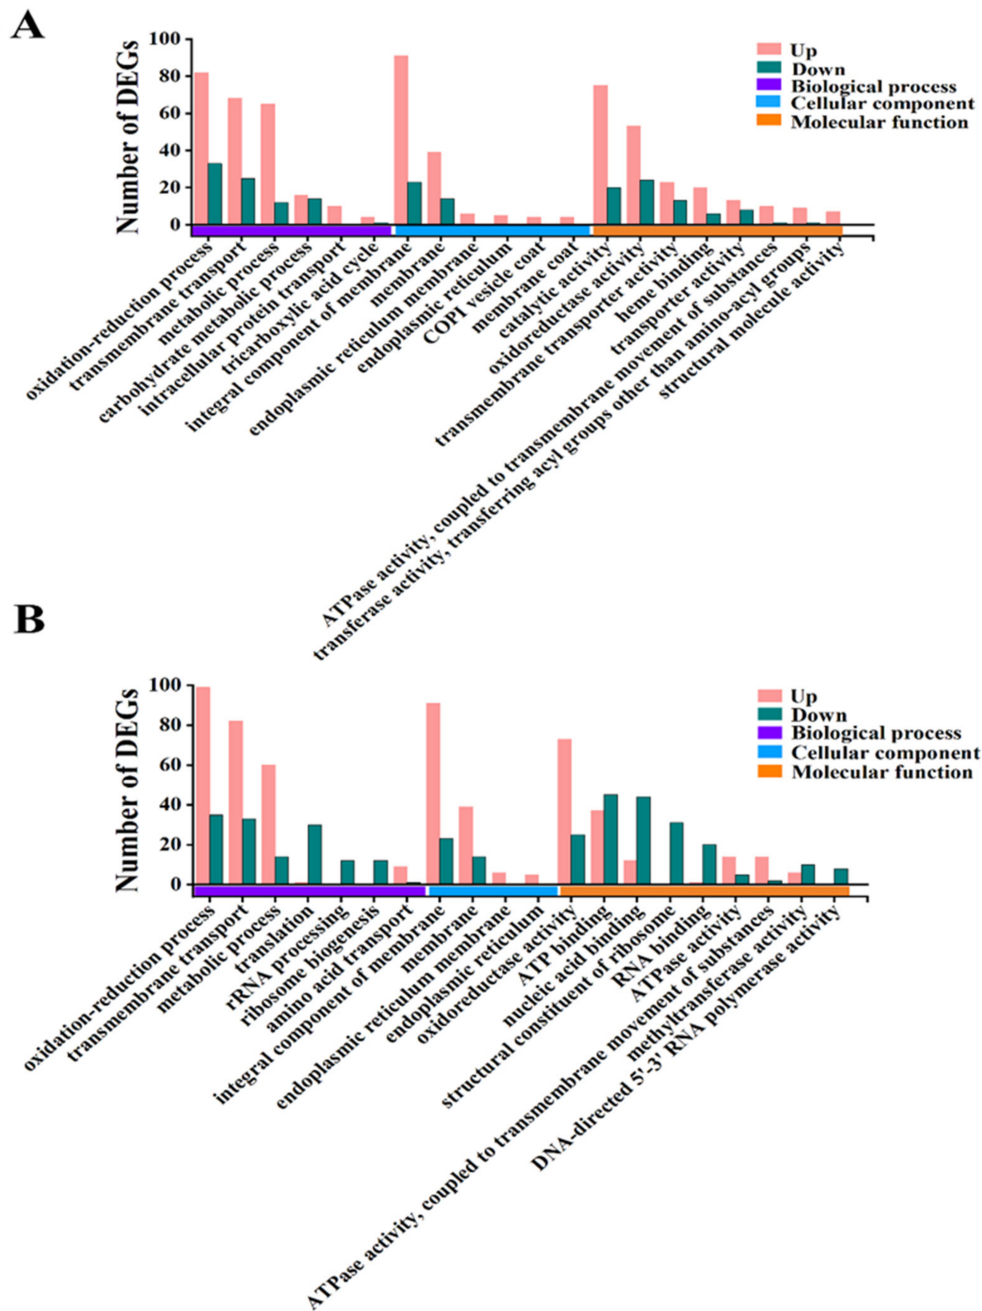 A
Number of DEGs
100
80
60
40
20
0
Up
Down
Biological process
Cellular component
Molecular function
oxidation-reduction process
transmembrane transport
metabolic process
carbohydrate metabolic process
intracellular protein transport
tricarboxylic acid cycle
integral component of membrane
membrane
endoplasmic reticulum membrane
endoplasmic reticulum
COPI vesicle coat
membrane coat
catalytic activity
oxidoreductase activity
transmembrane transporter activity
heme binding
transporter activity
ATPase activity, coupled to transmembrane movement of substances
transferase activity, transferring acyl groups other than amino-acyl groups
structural molecule activity
B
Number of DEGs
100
80
60
40
20
0
Up
Down
Biological process
Cellular component
Molecular function
oxidation-reduction process
transmembrane transport
metabolic process
translation
rRNA processing
ribosome biogenesis
amino acid transport
integral component of membrane
membrane
endoplasmic reticulum membrane
endoplasmic reticulum
oxidoreductase activity
ATP binding
nucleic acid binding
structural constituent of ribosome
RNA binding
ATPase activity
ATPase activity, coupled to transmembrane movement of substances
methyltransferase activity
DNA-directed 5'-3' RNA polymerase activity